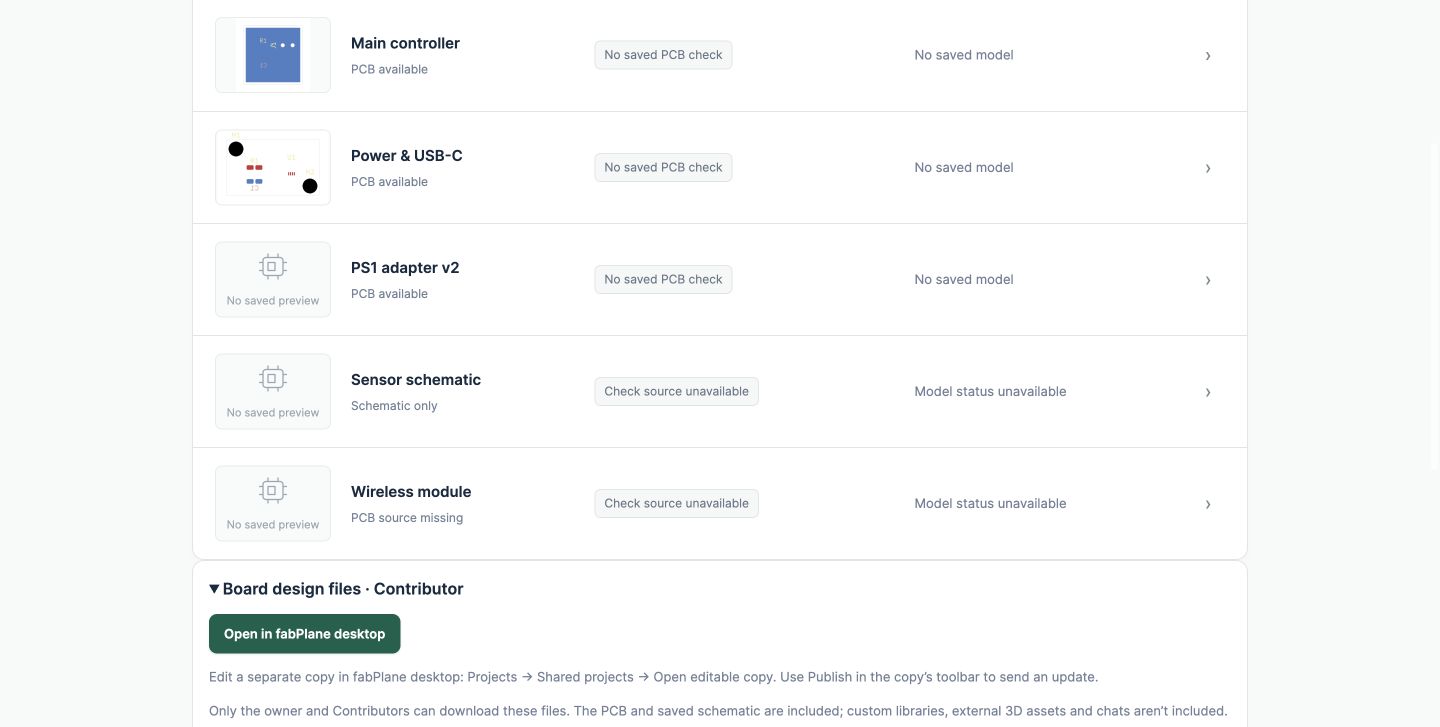 Main controller
PCB available
No saved PCB check
No saved model
Power & USB-C
PCB available
No saved PCB check
No saved model
No saved preview
PS1 adapter v2
PCB available
No saved PCB check
No saved model
No saved preview
Sensor schematic
Schematic only
Check source unavailable
Model status unavailable
No saved preview
Wireless module
PCB source missing
Check source unavailable
Model status unavailable
Board design files · Contributor
Open in fabPlane desktop
Edit a separate copy in fabPlane desktop: Projects → Shared projects → Open editable copy. Use Publish in the copy’s toolbar to send an update.
Only the owner and Contributors can download these files. The PCB and saved schematic are included; custom libraries, external 3D assets and chats aren’t included.